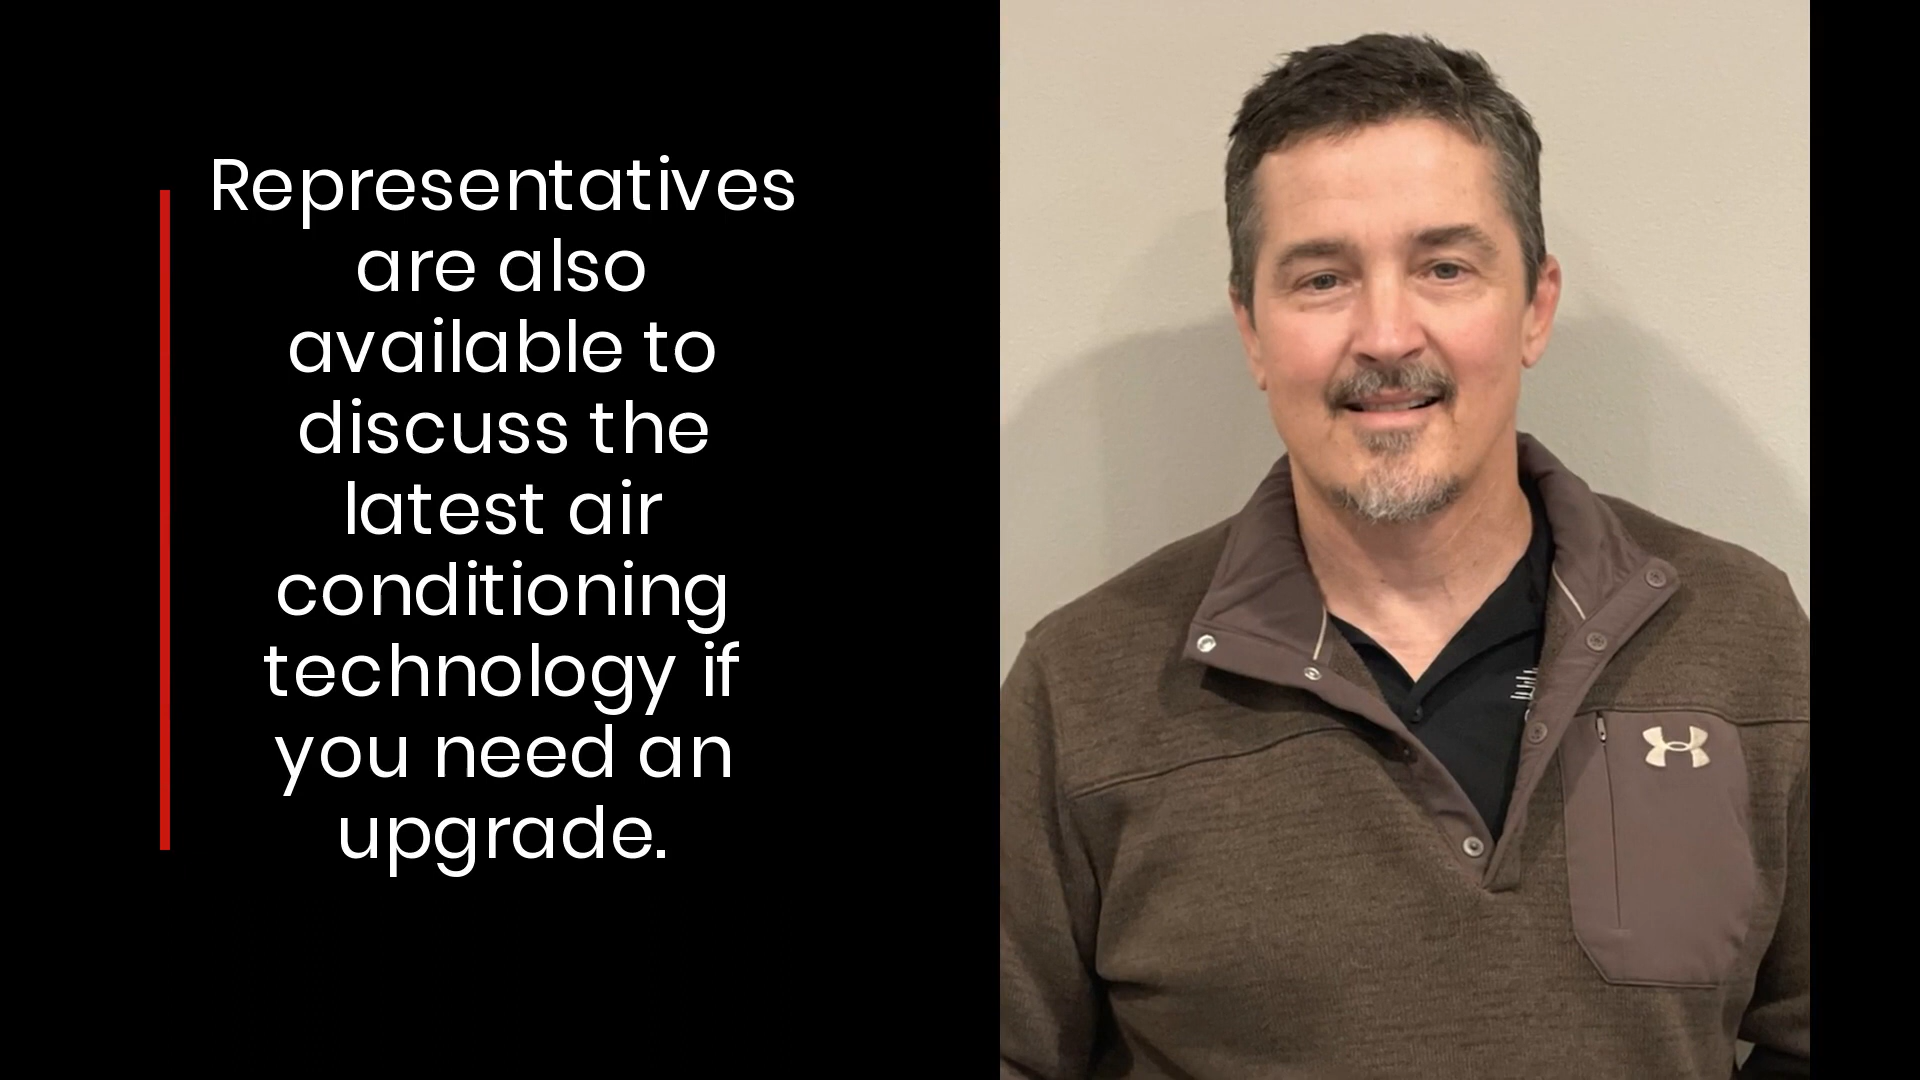 Representatives
are also
available to
discuss the
latest air
conditioning
technology if
you need an
upgrade.